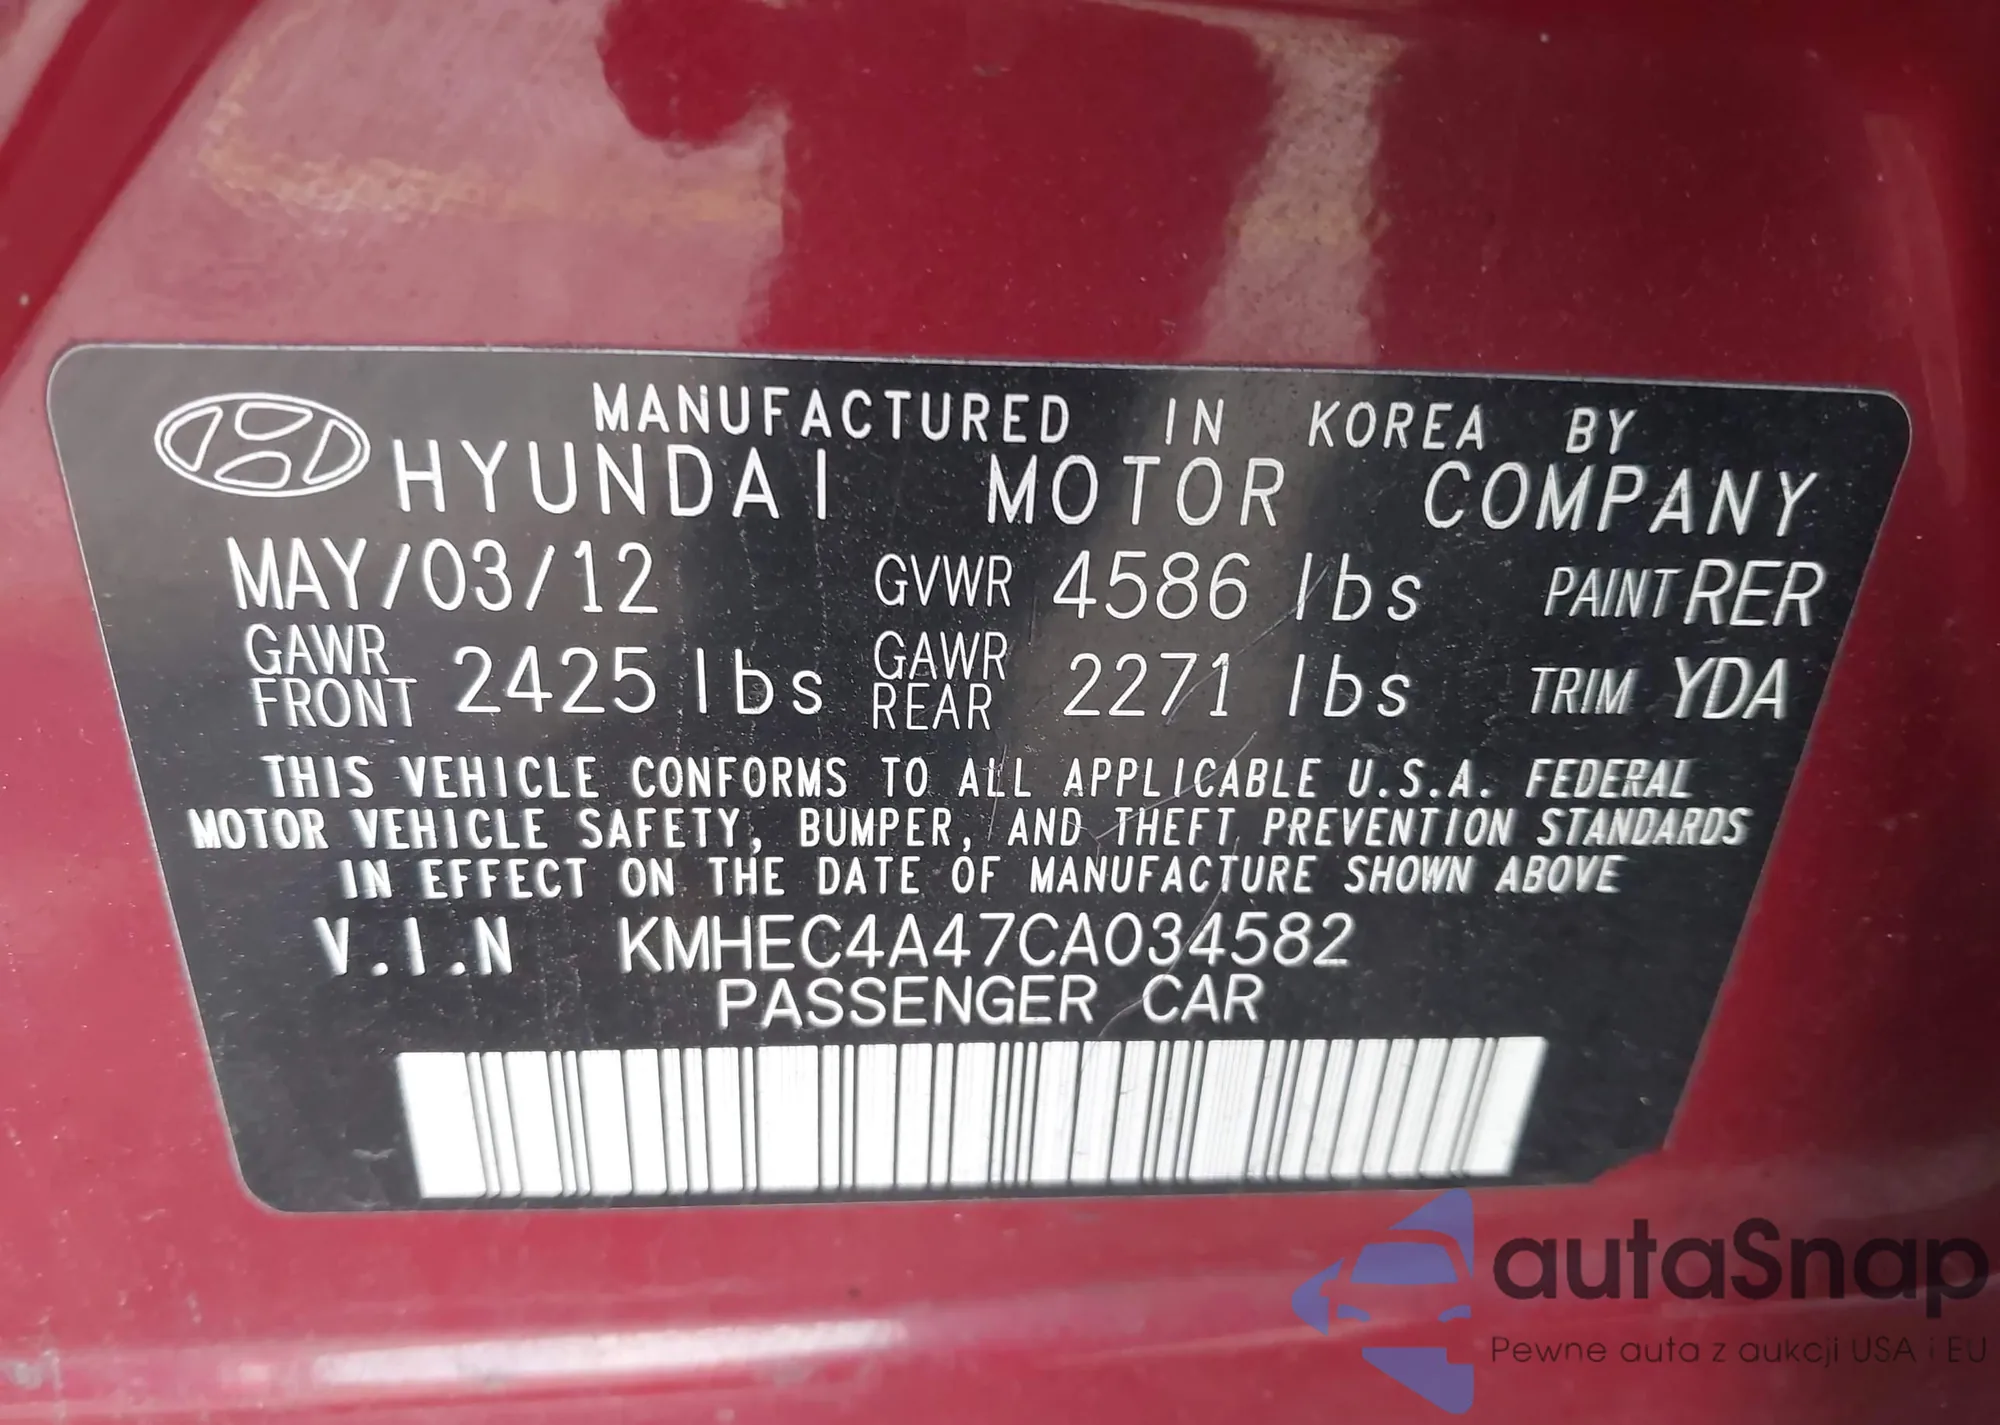 MANUFACTURED IN KOREA BY
HYUNDAI MOTOR COMPANY
MAY/03/12 GVWR 4586 lbs PAINT RER
GAWR FRONT 2425 lbs GAWR REAR 2271 lbs TRIM YDA
THIS VEHICLE CONFORMS TO ALL APPLICABLE U.S.A. FEDERAL
MOTOR VEHICLE SAFETY, BUMPER, AND THEFT PREVENTION STANDARDS
IN EFFECT ON THE DATE OF MANUFACTURE SHOWN ABOVE
V.I.N KMHEC4A47CA034582
PASSENGER CAR
autaSnap
Pewne auta z aukcji USA i EU